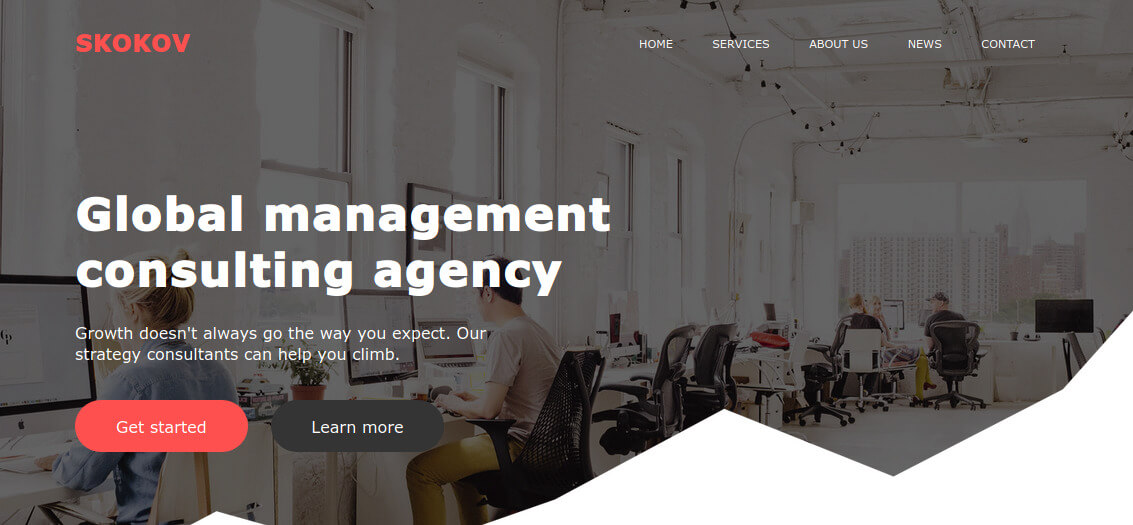 SKOKOV
HOME SERVICES ABOUT US NEWS CONTACT
Global management
consulting agency
Growth doesn't always go the way you expect. Our
strategy consultants can help you climb.
Get started Learn more